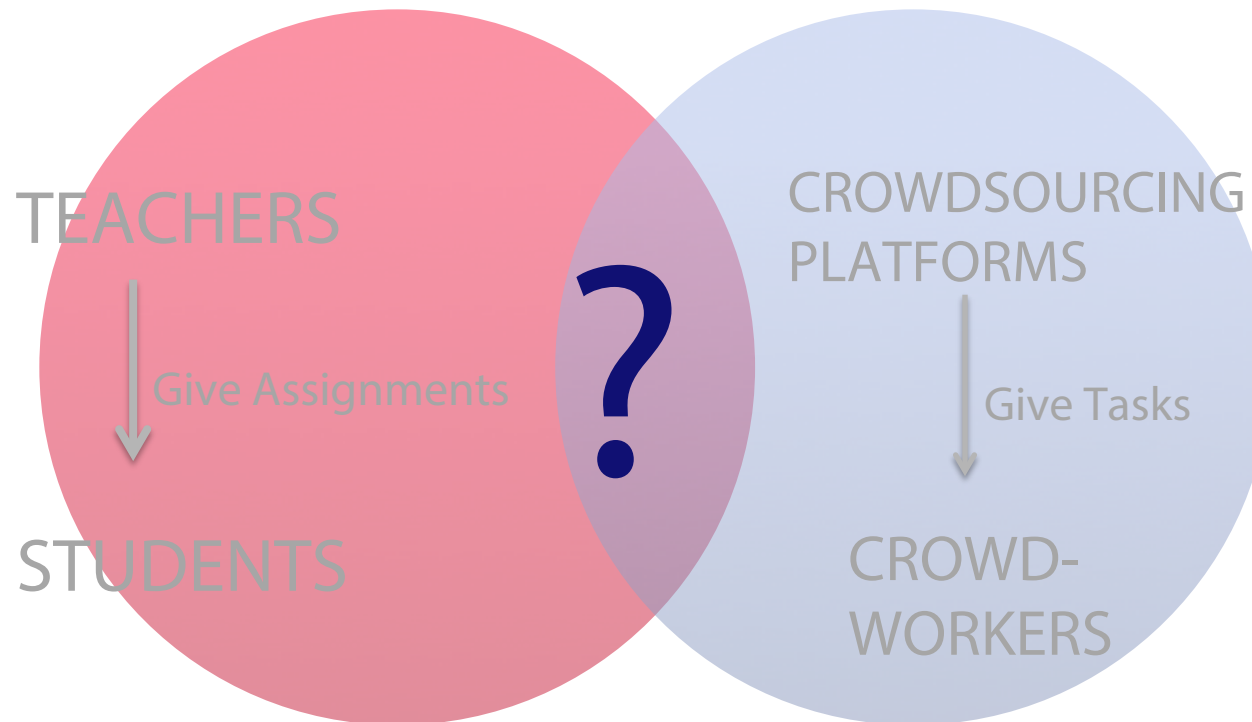 TEACHERS
Give Assignments
STUDENTS
?
CROWDSOURCING
PLATFORMS
Give Tasks
CROWD-
WORKERS